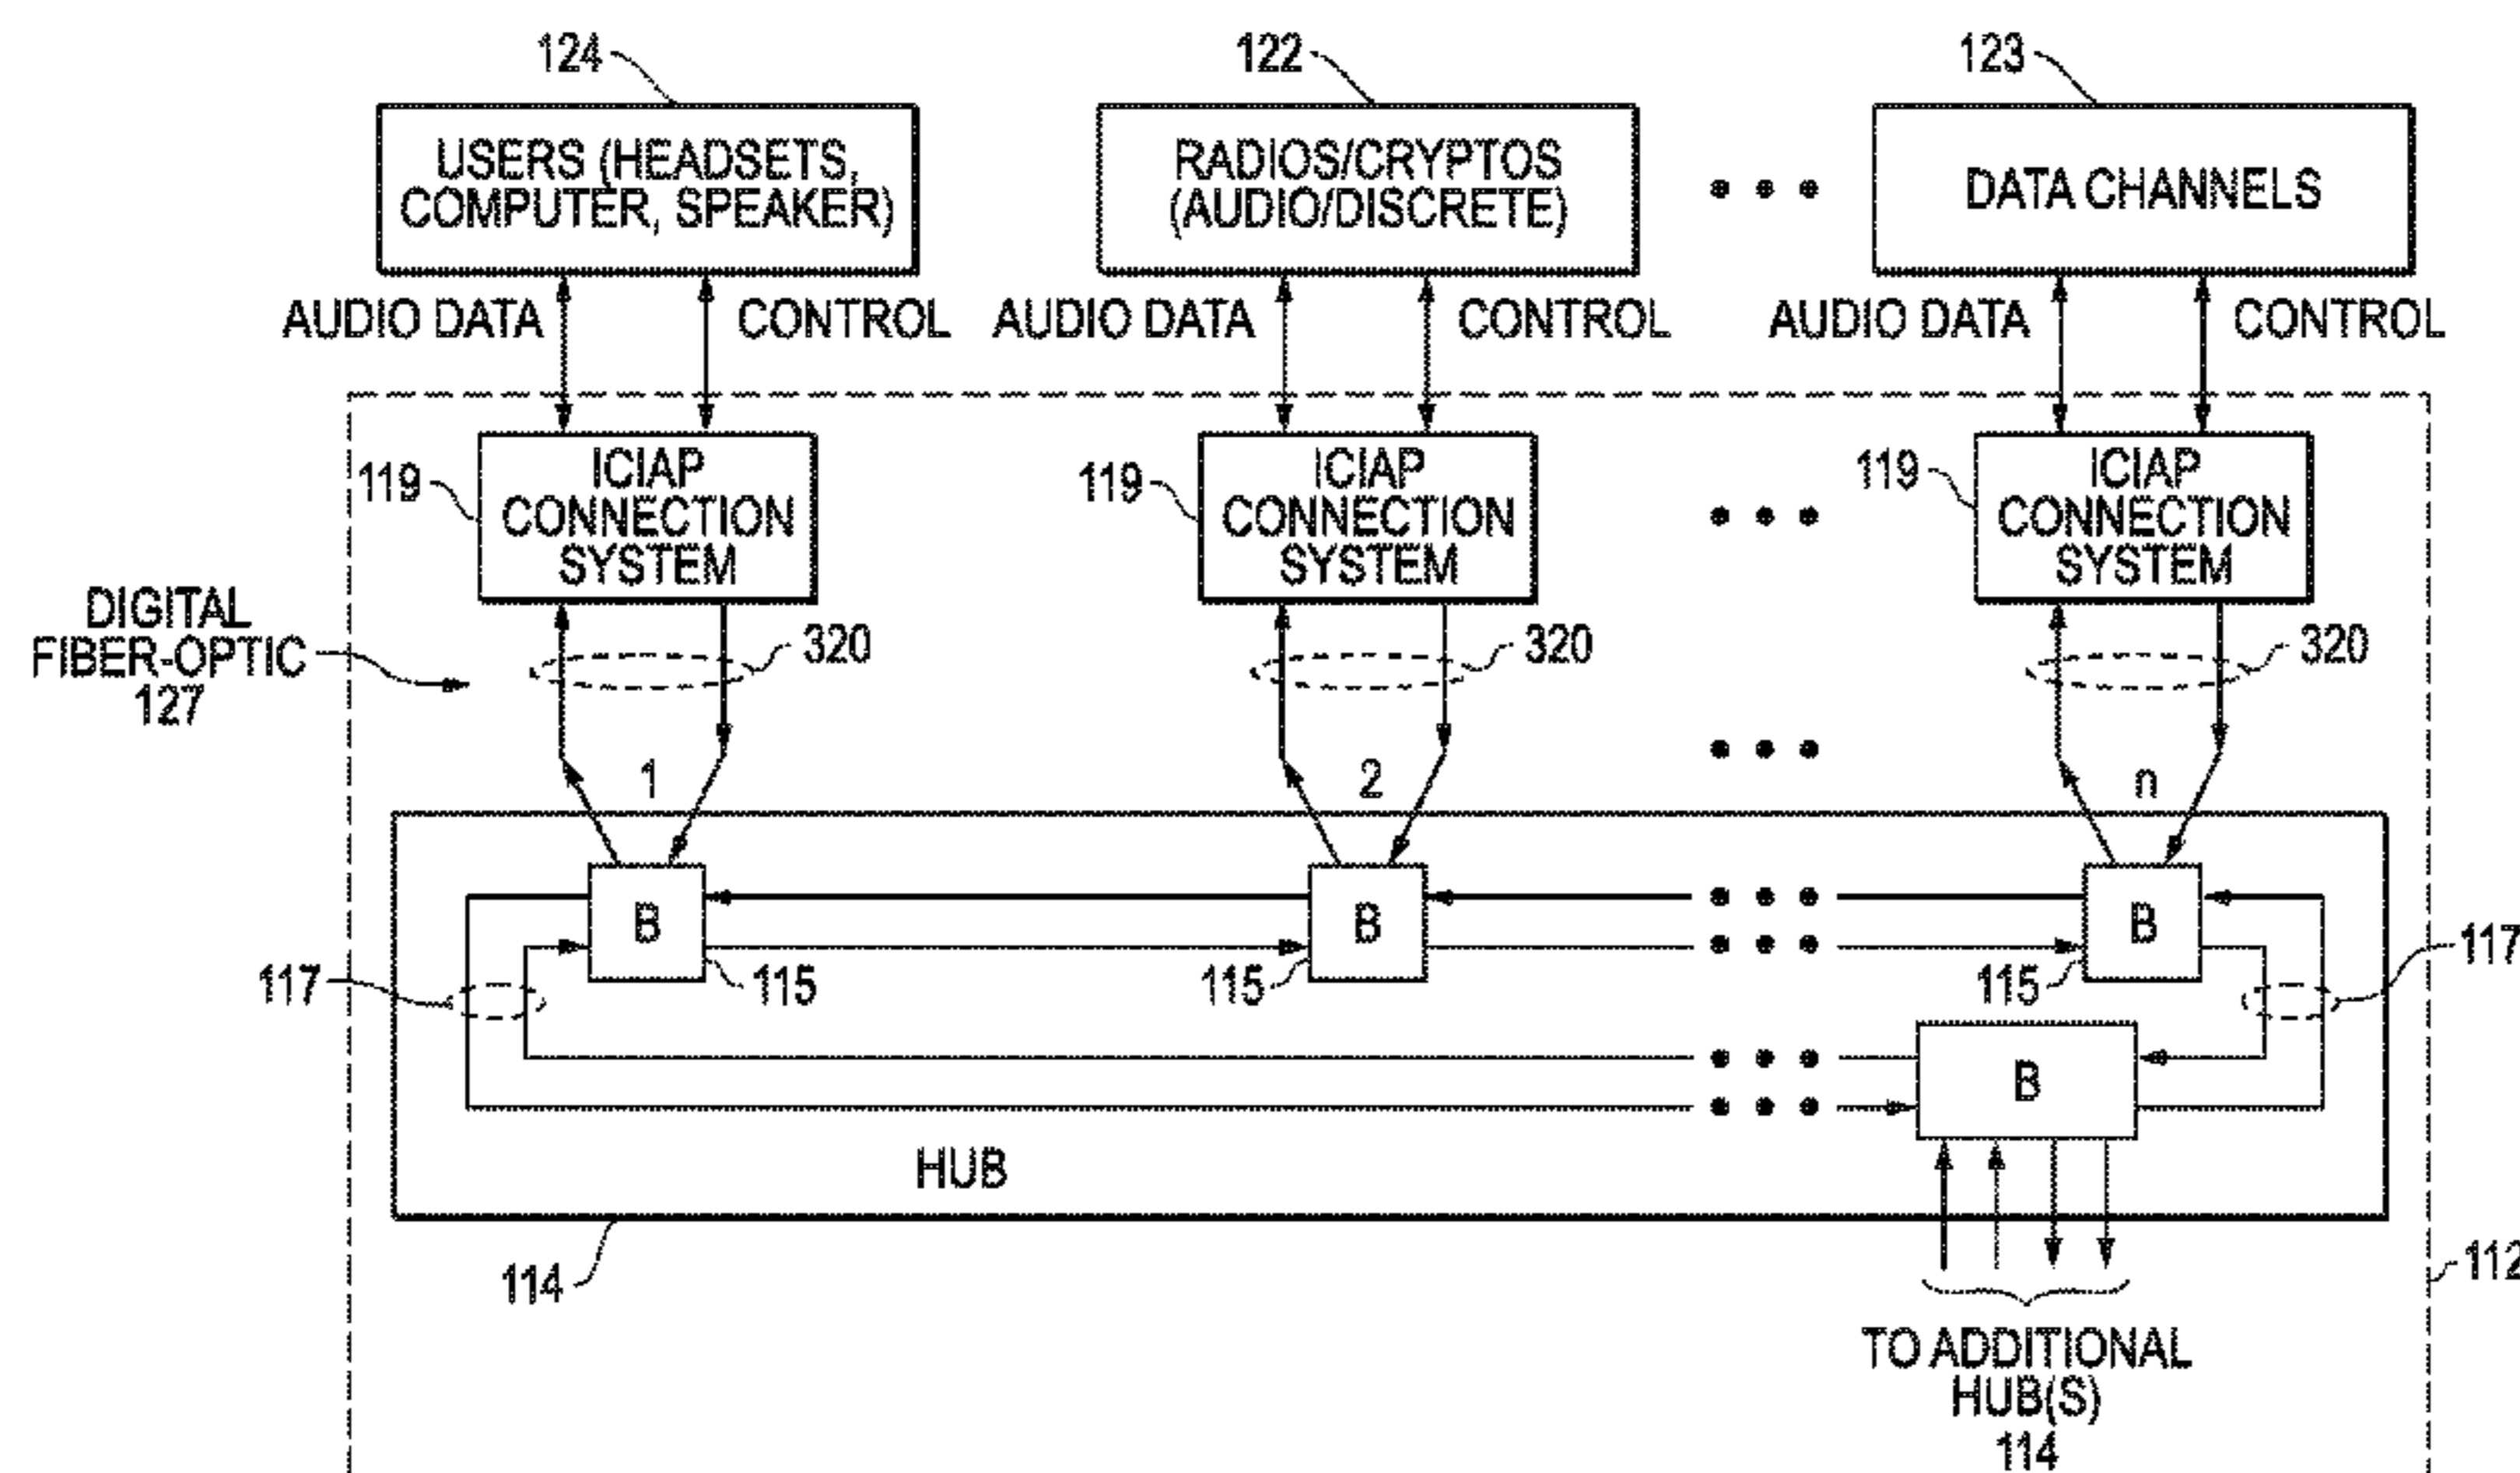 124
122
123
USERS (HEADSETS,
COMPUTER, SPEAKER)
RADIOS/CRYPTOS
(AUDIO/DISCRETE)
DATA CHANNELS
AUDIO DATA
CONTROL
AUDIO DATA
CONTROL
AUDIO DATA
CONTROL
119
ICIAP
CONNECTION
SYSTEM
119
ICIAP
CONNECTION
SYSTEM
119
ICIAP
CONNECTION
SYSTEM
DIGITAL
FIBER-OPTIC
127
320
320
320
1
2
n
B
B
B
117
115
115
115
117
B
HUB
114
112
TO ADDITIONAL
HUB(S)
114